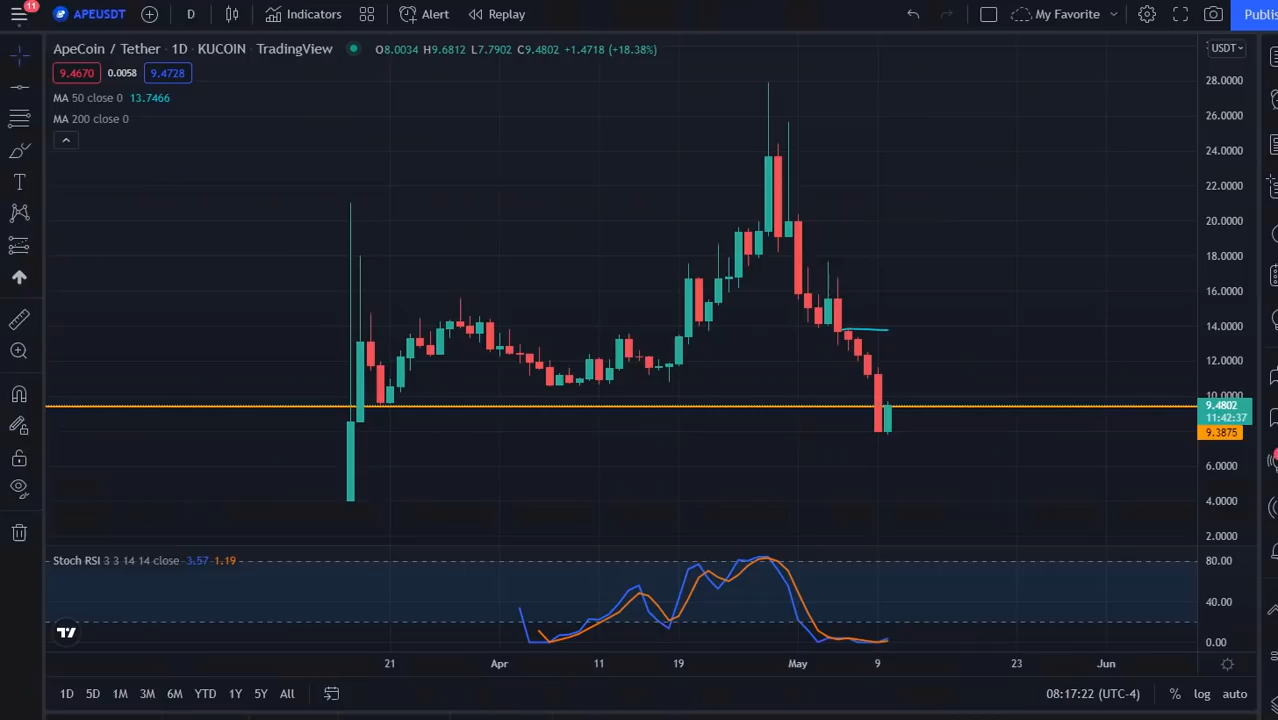 11
APEUSDT
D
Indicators
Alert
Replay
My Favorite
Publis
ApeCoin / Tether · 1D · KUCOIN · TradingView
O8.0034 H9.6812 L7.7902 C9.4802 +1.4718 (+18.38%)
USDT
9.4670 0.0058 9.4728
MA 50 close 0 13.7466
MA 200 close 0
28.0000
26.0000
24.0000
22.0000
20.0000
18.0000
16.0000
14.0000
12.0000
10.0000
9.4802
11:42:37
9.3875
6.0000
4.0000
2.0000
Stoch RSI 3 3 14 14 close 3.57 1.19
80.00
40.00
0.00
21 Apr 11 19 May 9 23 Jun
1D 5D 1M 3M 6M YTD 1Y 5Y All
08:17:22 (UTC-4) % log auto